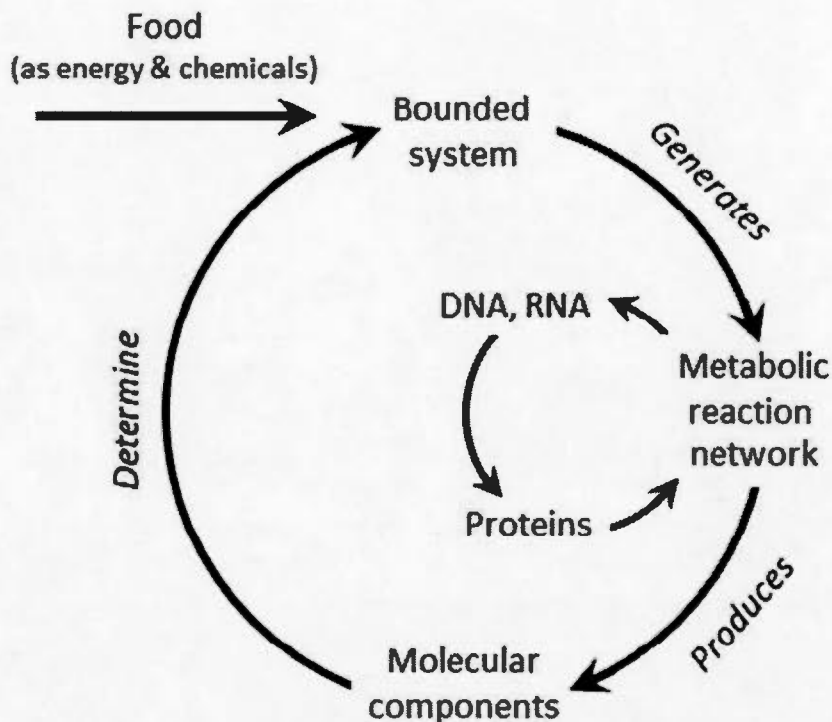 Food
(as energy & chemicals)
Bounded
system
Generates
DNA, RNA
Metabolic
reaction
network
Determine
Proteins
Produces
Molecular
components